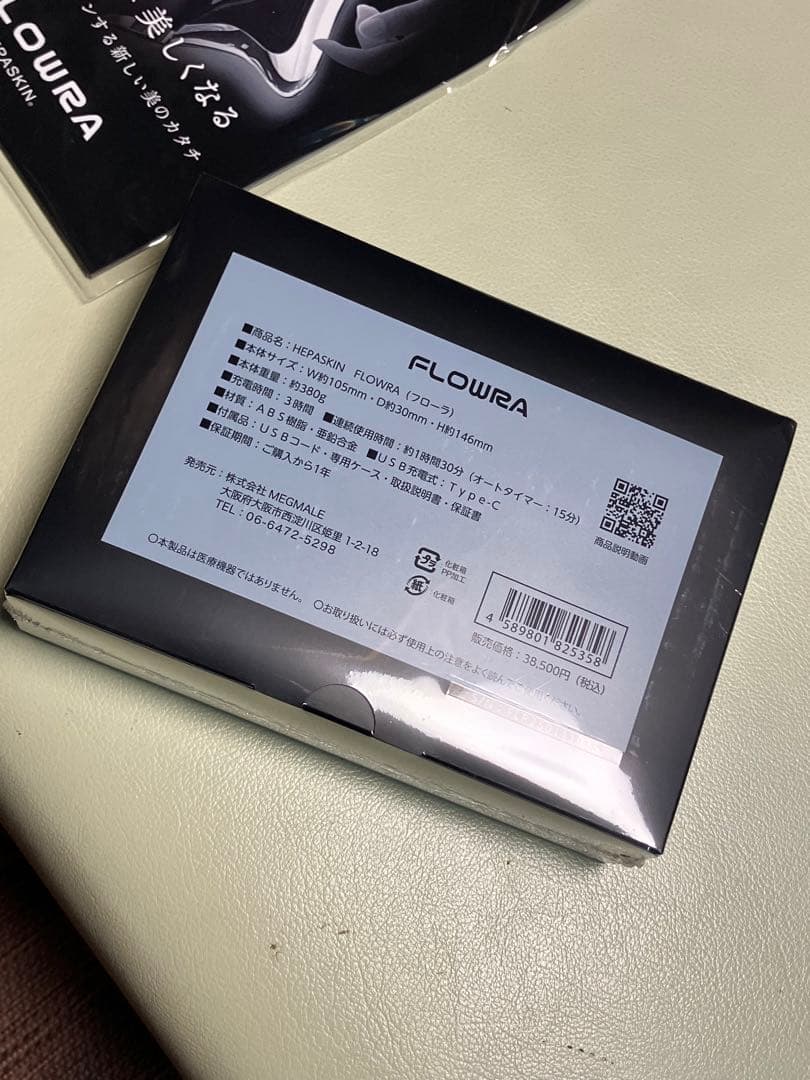 美しくなる
ンする新しい美のカタチ
FLOWRA
HEPASKIN®
FLOWRA
■商品名：HEPASKIN FLOWRA（フローラ）
■本体サイズ：W約105mm・D約30mm・H約146mm
■本体重量：約380g
■充電時間：3時間 ■連続使用時間：約1時間30分（オートタイマー：15分）
■材質：ABS樹脂・亜鉛合金 ■USB充電式：Type-C
■付属品：USBコード・専用ケース・取扱説明書・保証書
■保証期間：ご購入から1年
発売元：株式会社 MEGMALE
大阪府大阪市西淀川区姫里 1-2-18
TEL：06-6472-5298
商品説明動画
プラ 化粧箱
PP加工
紙 化粧箱
4 589801 825358
販売価格：38,500円（税込）
○本製品は医療機器ではありません。 ○お取り扱いには必ず使用上の注意をよく読んでご使用ください。